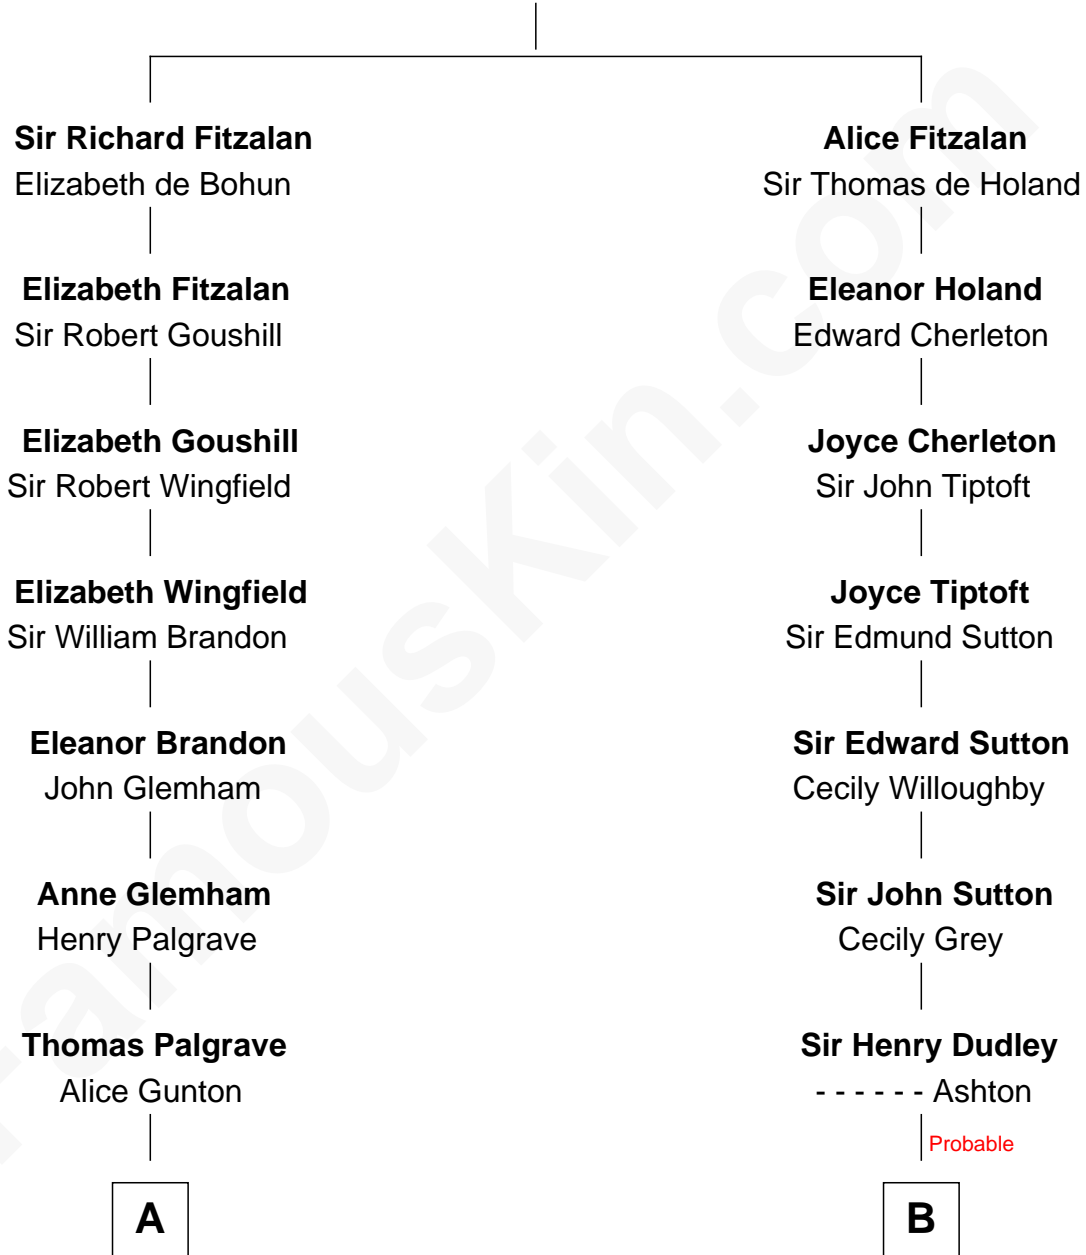 Sir Richard Fitzalan
Elizabeth de Bohun
Elizabeth Fitzalan
Sir Robert Goushill
Elizabeth Goushill
Sir Robert Wingfield
Elizabeth Wingfield
Sir William Brandon
Eleanor Brandon
John Glemham
Anne Glemham
Henry Palgrave
Thomas Palgrave
Alice Gunton
A
Alice Fitzalan
Sir Thomas de Holand
Eleanor Holand
Edward Cherleton
Joyce Cherleton
Sir John Tiptoft
Joyce Tiptoft
Sir Edmund Sutton
Sir Edward Sutton
Cecily Willoughby
Sir John Sutton
Cecily Grey
Sir Henry Dudley
- - - - - - Ashton
Probable
B
FamousKin.com